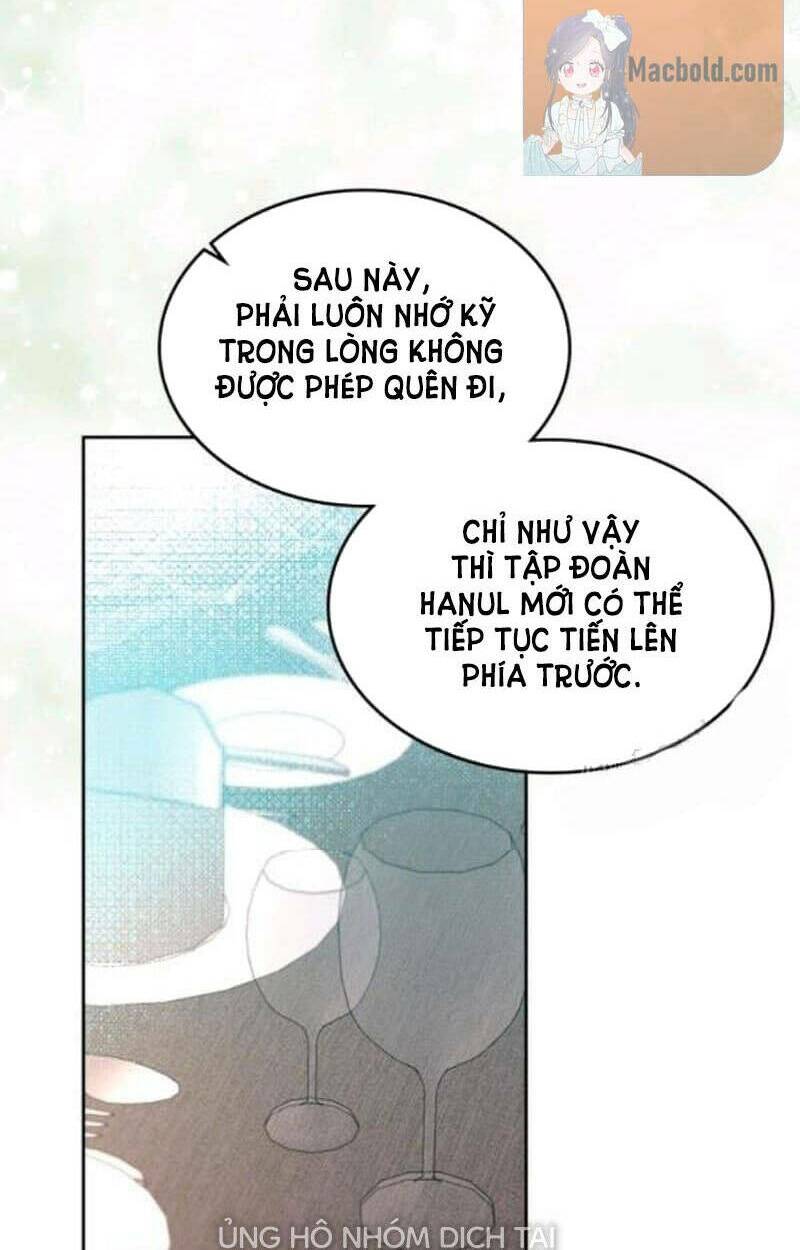 Macbold.com
SAU NÀY,
PHẢI LUÔN NHỚ KỸ
TRONG LÒNG KHÔNG
ĐƯỢC PHÉP QUÊN ĐI,
CHỈ NHƯ VẬY
THÌ TẬP ĐOÀN
HANUL MỚI CÓ THỂ
TIẾP TỤC TIẾN LÊN
PHÍA TRƯỚC.
ỦNG HỘ NHÓM DỊCH TẠI